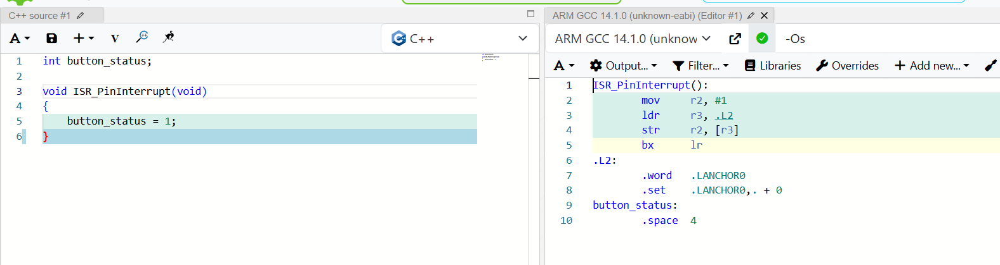 C++ source #1
A + v C++
1 int button_status;
2
3 void ISR_PinInterrupt(void)
4 {
5 button_status = 1;
6 }
ARM GCC 14.1.0 (unknown-eabi) (Editor #1)
ARM GCC 14.1.0 (unknow -Os
A Output... Filter... Libraries Overrides + Add new...
1 ISR_PinInterrupt():
2 mov r2, #1
3 ldr r3, .L2
4 str r2, [r3]
5 bx lr
6 .L2:
7 .word .LANCHOR0
8 .set .LANCHOR0,. + 0
9 button_status:
10 .space 4